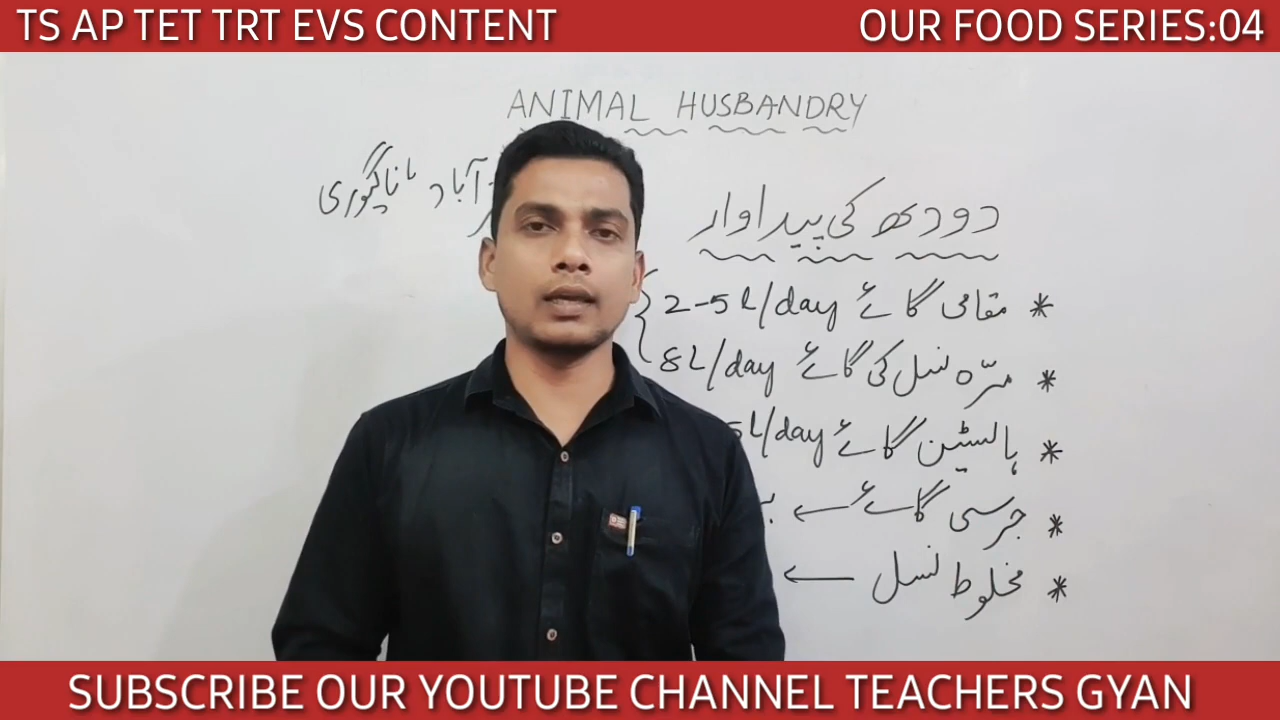 TS AP TET TRT EVS CONTENT
OUR FOOD SERIES:04
ANIMAL HUSBANDRY
دودھ کی پیداوار
* مقامی گائے 2-5 L/day
* مرّہ نسل کی گائے 8L/day
* ہالسٹین گائے 5L/day
* جرسی گائے ←
* مخلوط نسل ←
SUBSCRIBE OUR YOUTUBE CHANNEL TEACHERS GYAN